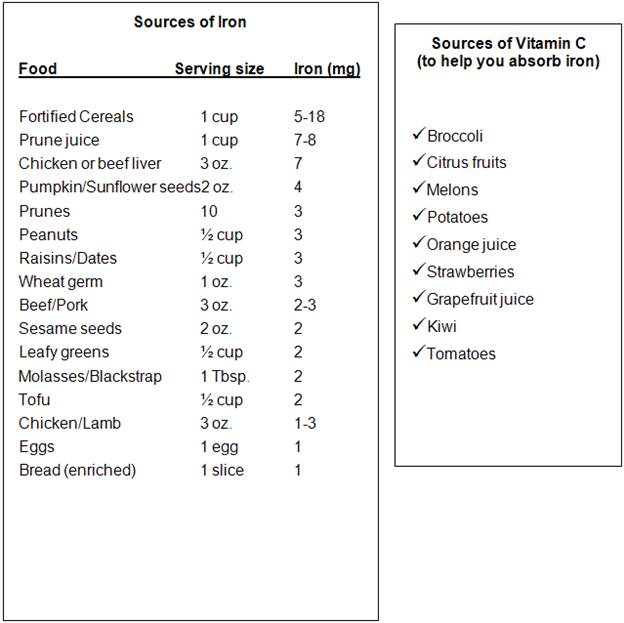 Sources of Iron
Food Serving size Iron (mg)
Fortified Cereals 1 cup 5-18
Prune juice 1 cup 7-8
Chicken or beef liver 3 oz. 7
Pumpkin/Sunflower seeds2 oz. 4
Prunes 10 3
Peanuts ½ cup 3
Raisins/Dates ½ cup 3
Wheat germ 1 oz. 3
Beef/Pork 3 oz. 2-3
Sesame seeds 2 oz. 2
Leafy greens ½ cup 2
Molasses/Blackstrap 1 Tbsp. 2
Tofu ½ cup 2
Chicken/Lamb 3 oz. 1-3
Eggs 1 egg 1
Bread (enriched) 1 slice 1
Sources of Vitamin C
(to help you absorb iron)
✓Broccoli
✓Citrus fruits
✓Melons
✓Potatoes
✓Orange juice
✓Strawberries
✓Grapefruit juice
✓Kiwi
✓Tomatoes